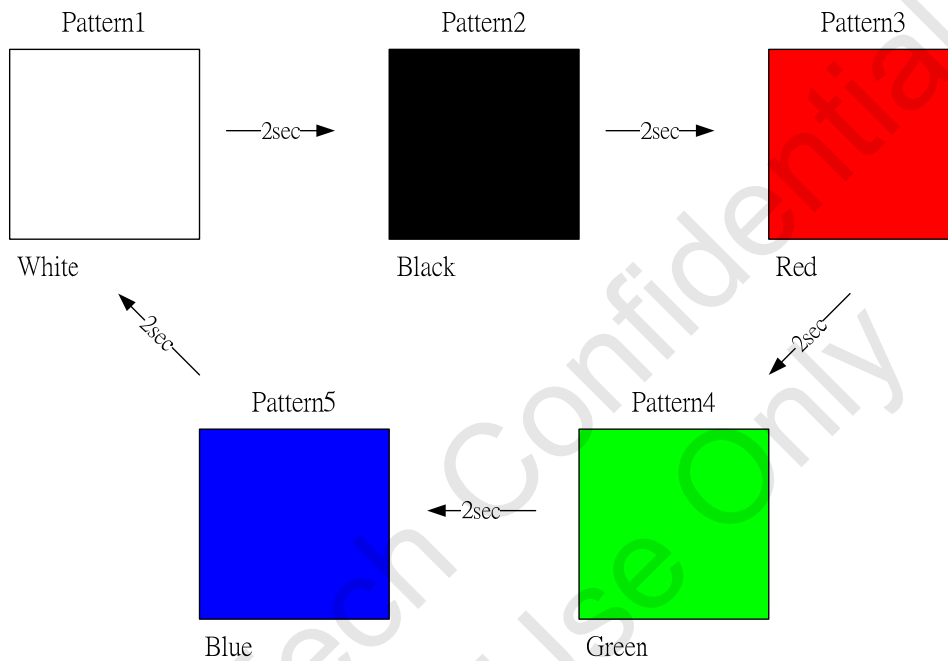 Pattern1
Pattern2
Pattern3
2sec
2sec
White
Black
Red
2sec
2sec
Pattern5
Pattern4
2sec
Blue
Green
Confidential
Use Only